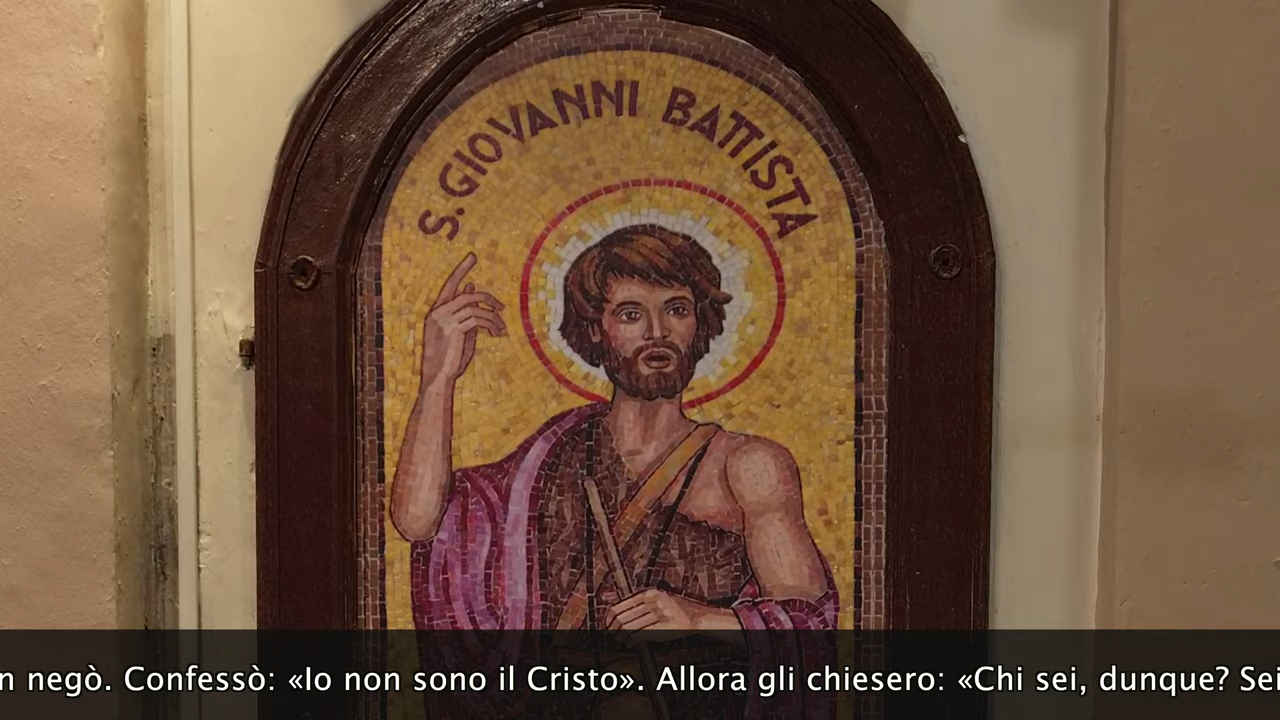 S. GIOVANNI BATTISTA
n negò. Confessò: «Io non sono il Cristo». Allora gli chiesero: «Chi sei, dunque? Sei